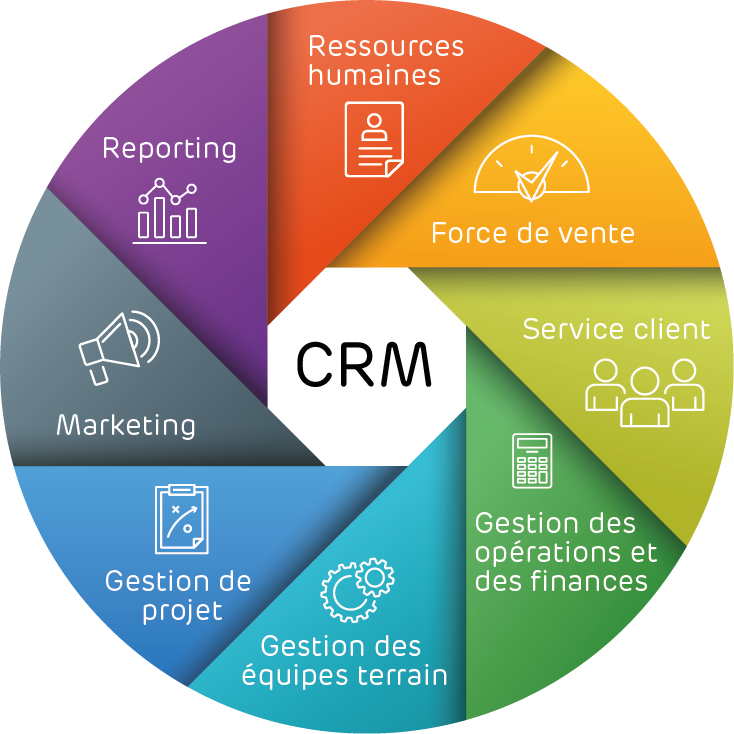 Ressources
humaines
Reporting
Force de vente
Service client
CRM
Marketing
Gestion des
opérations et
des finances
Gestion de
projet
Gestion des
équipes terrain